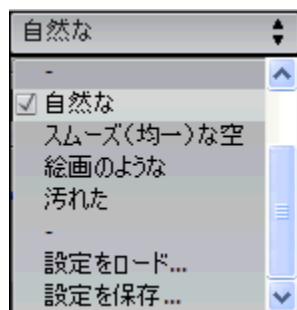 自然な
-
自然な
スムーズ(均一)な空
絵画のような
汚れた
-
設定をロード...
設定を保存...